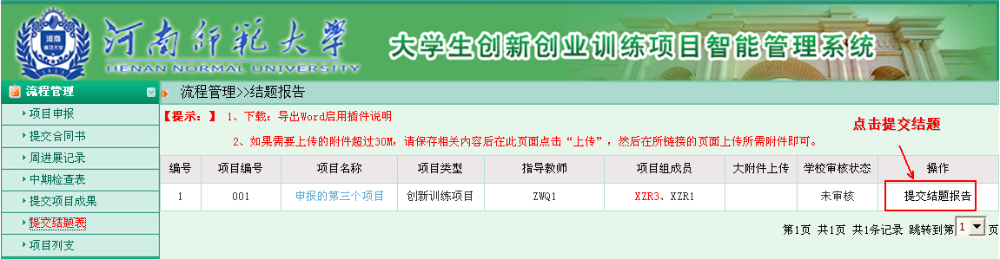 河南师范大学
河南师范大学
HENAN NORMAL UNIVERSITY
1923
大学生创新创业训练项目智能管理系统
流程管理
项目申报
提交合同书
周进展记录
中期检查表
提交项目成果
提交结题表
项目列支
流程管理>>结题报告
【提示：】 1、下载：导出Word启用插件说明
2、如果需要上传的附件超过30M，请保存相关内容后在此页面点击“上传”，然后在所链接的页面上传所需附件即可。
点击提交结题
编号 项目编号 项目名称 项目类型 指导教师 项目组成员 大附件上传 学校审核状态 操作
1 001 申报的第三个项目 创新训练项目 ZWQ1 XZR3、XZR1 未审核 提交结题报告
第1页 共1页 共1条记录 跳转到第 1 页